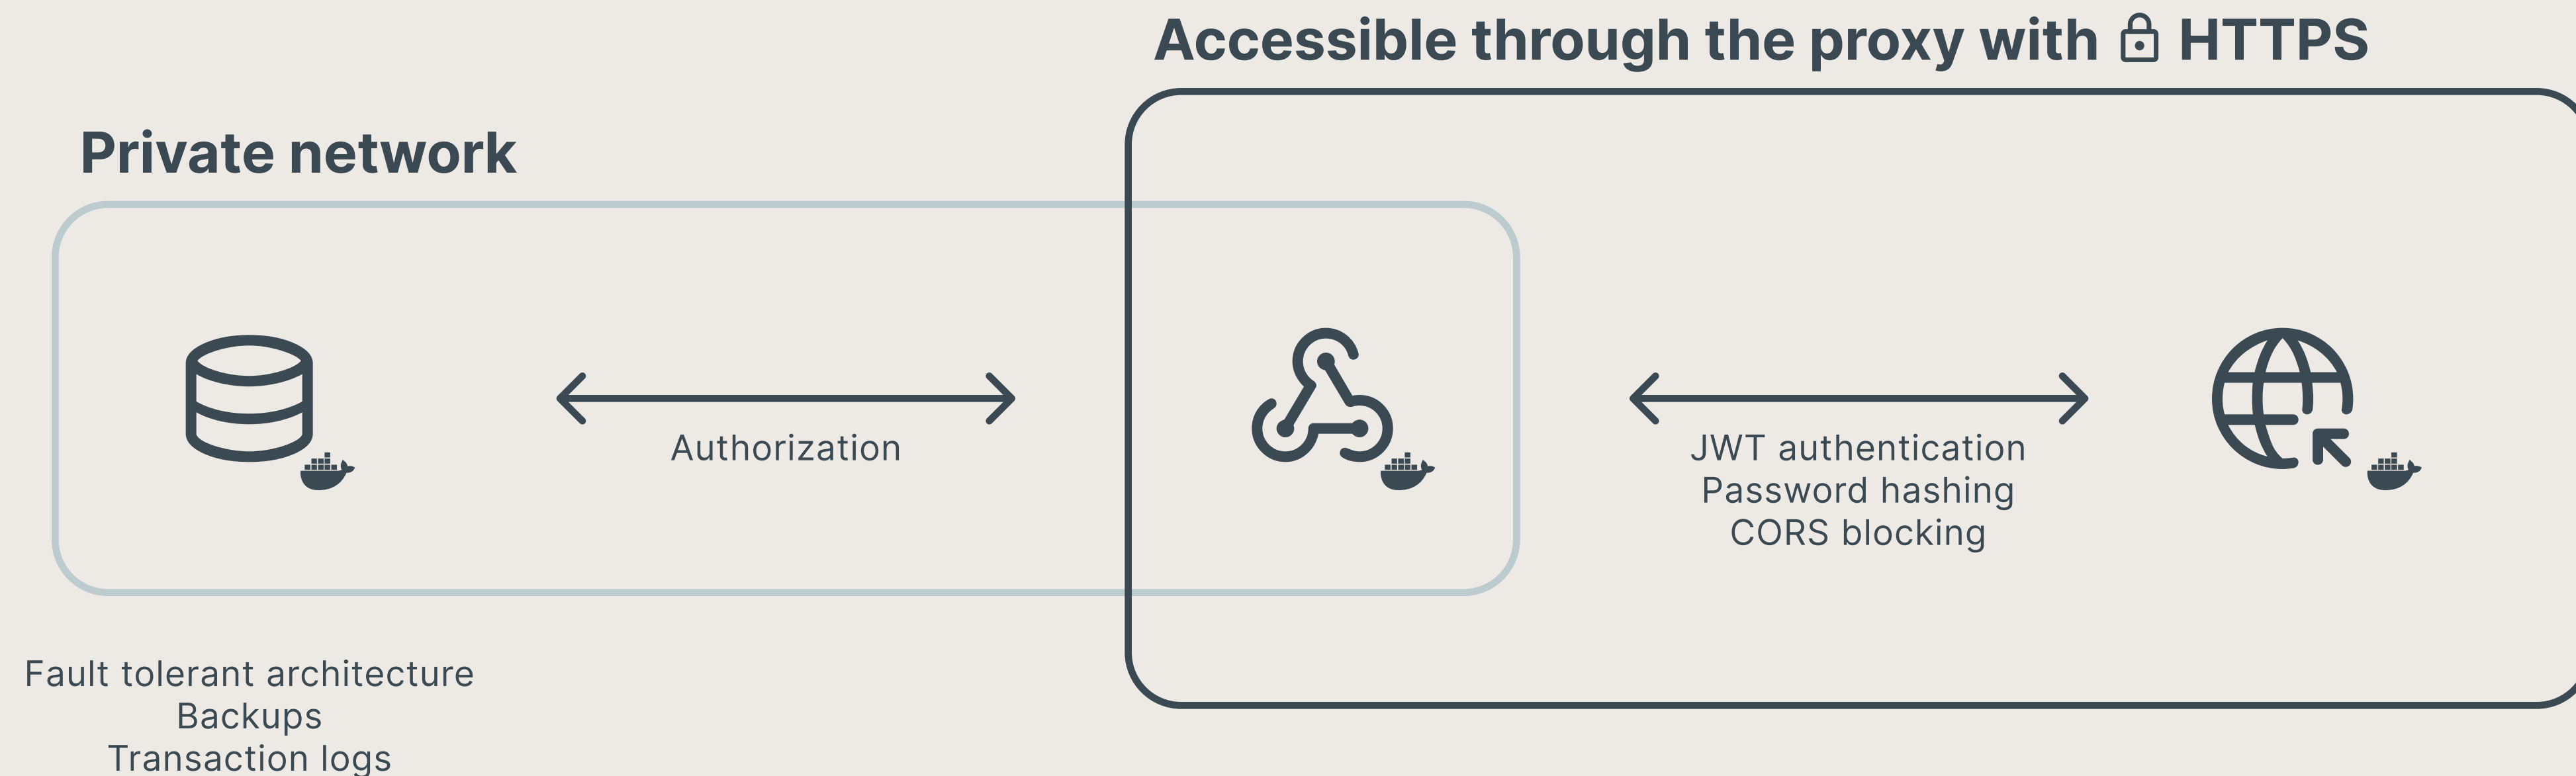 Accessible through the proxy with HTTPS
Private network
Authorization
JWT authentication
Password hashing
CORS blocking
Fault tolerant architecture
Backups
Transaction logs